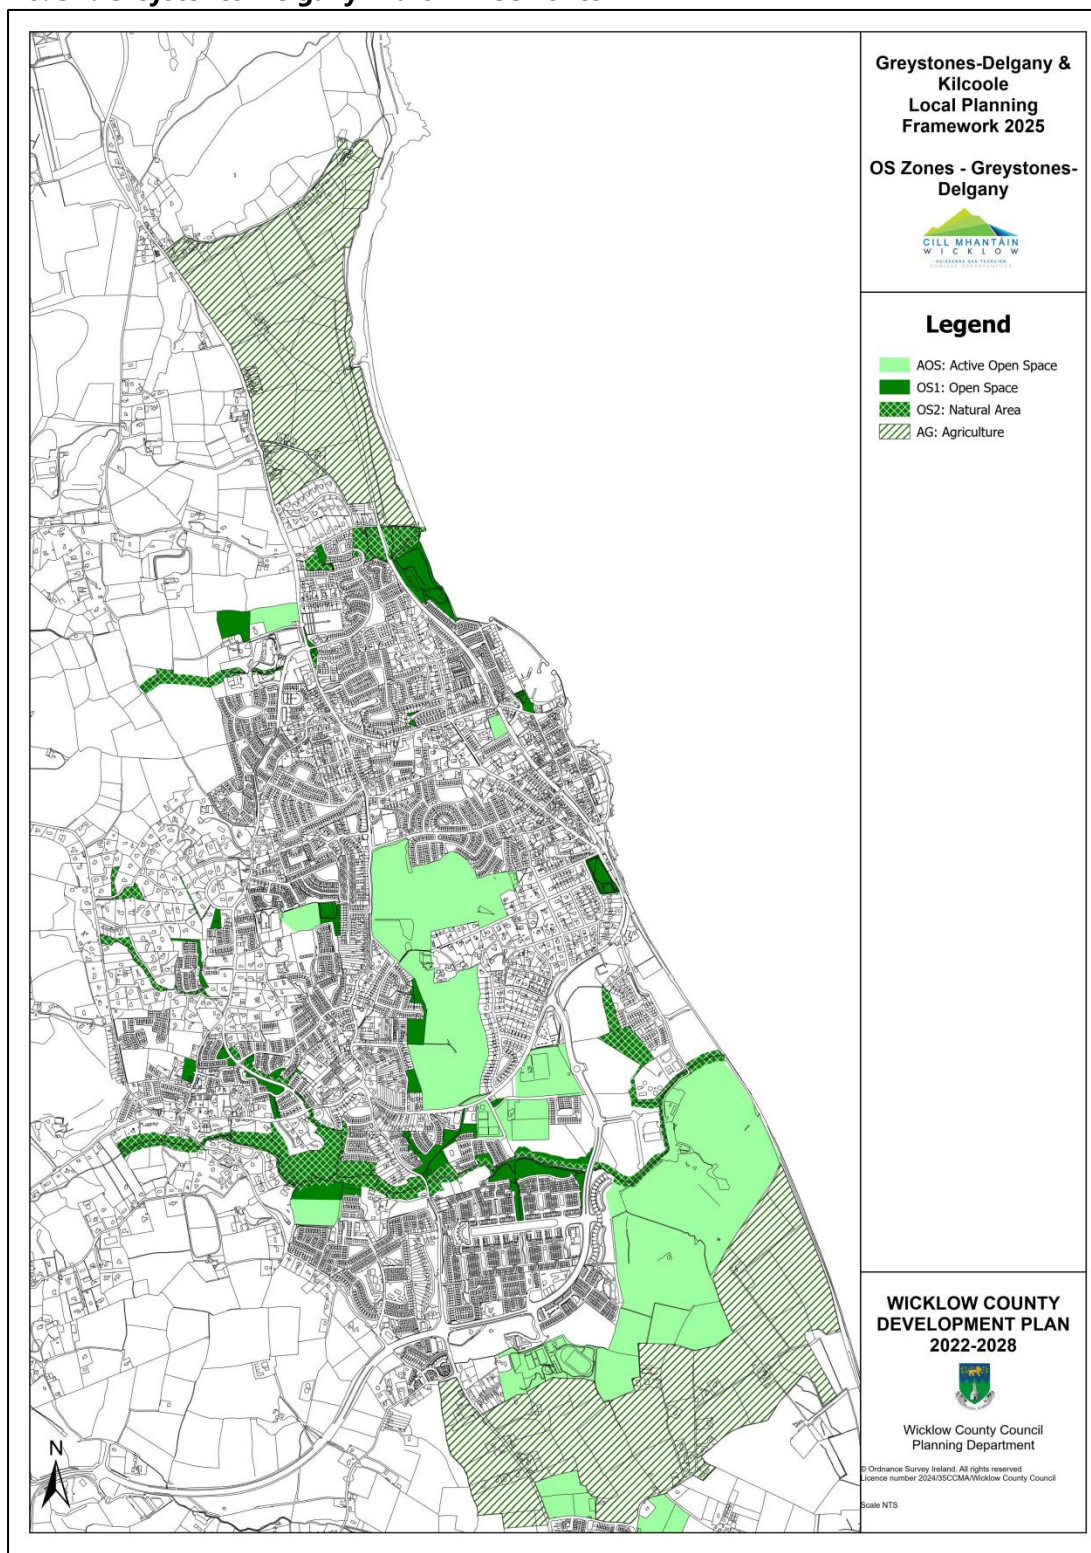 Greystones-Delgany &
Kilcoole
Local Planning
Framework 2025
OS Zones - Greystones-
Delgany
CILL MHANTÁIN
WICKLOW
ENDLESS OPPORTUNITIES
Legend
AOS: Active Open Space
OS1: Open Space
OS2: Natural Area
AG: Agriculture
N
WICKLOW COUNTY
DEVELOPMENT PLAN
2022-2028
Wicklow County Council
Planning Department
© Ordnance Survey Ireland. All rights reserved
Licence number 2024/35CCMA/Wicklow County Council
Scale NTS